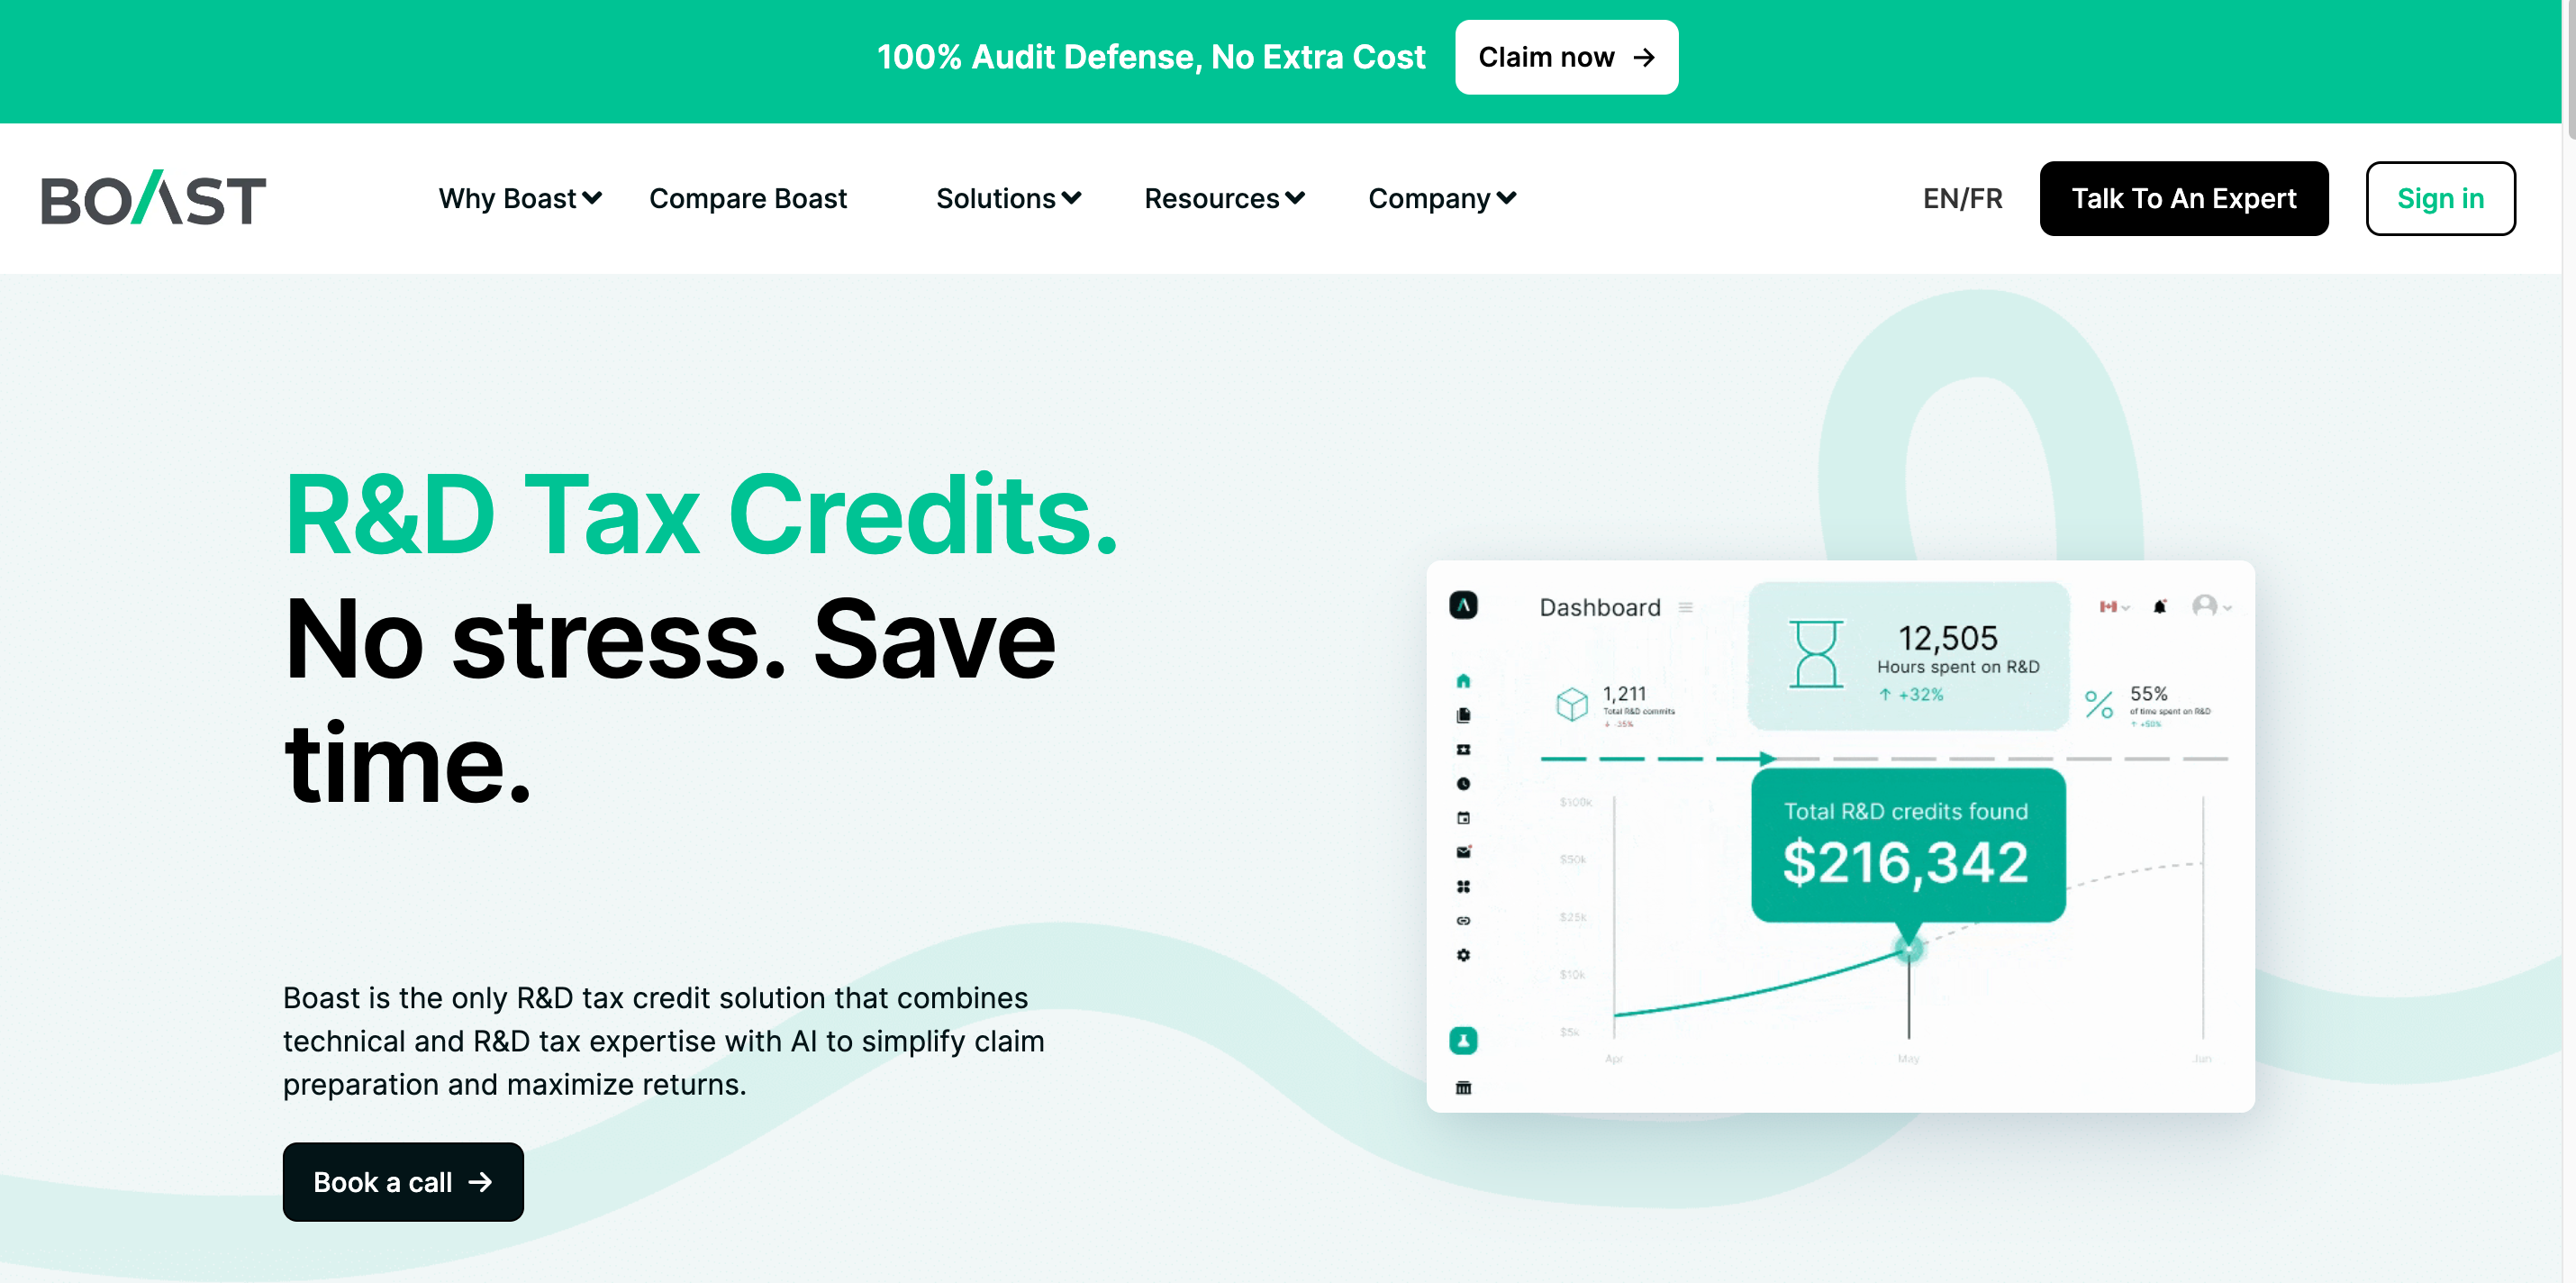 100% Audit Defense, No Extra Cost
Claim now →
BOAST
Why Boast
Compare Boast
Solutions
Resources
Company
EN/FR
Talk To An Expert
Sign in
R&D Tax Credits.
No stress. Save
time.
Boast is the only R&D tax credit solution that combines
technical and R&D tax expertise with AI to simplify claim
preparation and maximize returns.
Book a call →
Dashboard
12,505
Hours spent on R&D
↑ +32%
1,211
Total R&D commits
↓ -35%
55%
of time spent on R&D
↑ +50%
Total R&D credits found
$216,342
$100k
$50k
$25k
$10k
$5k
Apr
May
Jun